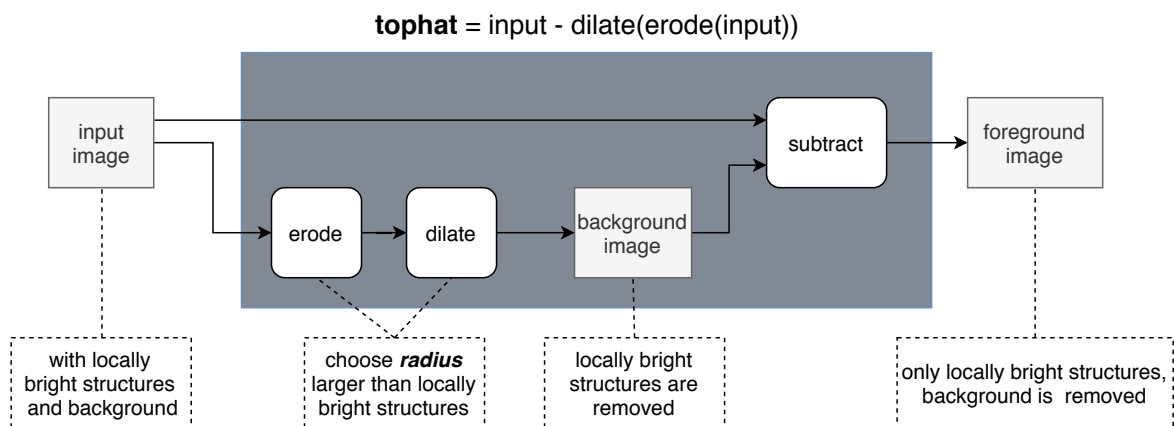 tophat = input - dilate(erode(input))
input
image
subtract
foreground
image
erode
dilate
background
image
with locally
bright structures
and background
choose radius
larger than locally
bright structures
locally bright
structures are
removed
only locally bright structures,
background is  removed